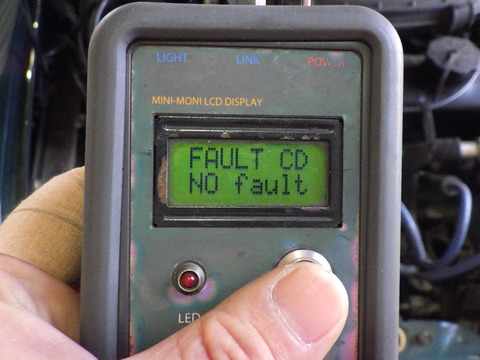 LIGHT LINK POWER
MINI-MONI LCD DISPLAY
FAULT CD
NO fault
LED